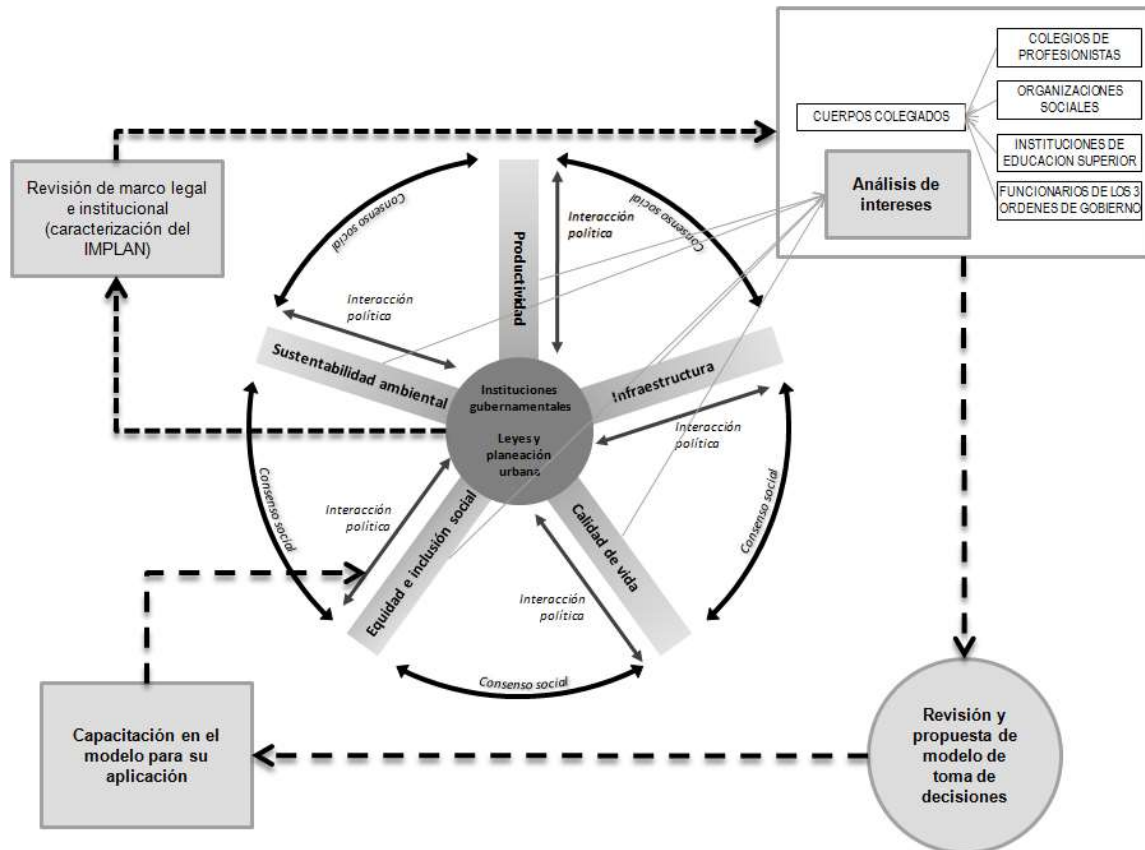 COLEGIOS DE
PROFESIONISTAS
ORGANIZACIONES
SOCIALES
CUERPOS COLEGIADOS
INSTITUCIONES DE
EDUCACION SUPERIOR
FUNCIONARIOS DE LOS 3
ORDENES DE GOBIERNO
Análisis de
intereses
Revisión de marco legal
e institucional
(caracterización del
IMPLAN)
Consenso social
Productividad
Interacción
política
Consenso social
Interacción
política
Sustentabilidad ambiental
Instituciones
gubernamentales
Leyes y
planeación
urbana
Infraestructura
Interacción
política
Consenso social
Interacción
política
Equidad e inclusión social
Calidad de vida
Interacción
política
Consenso social
Consenso social
Capacitación en el
modelo para su
aplicación
Revisión y
propuesta de
modelo de
toma de
decisiones